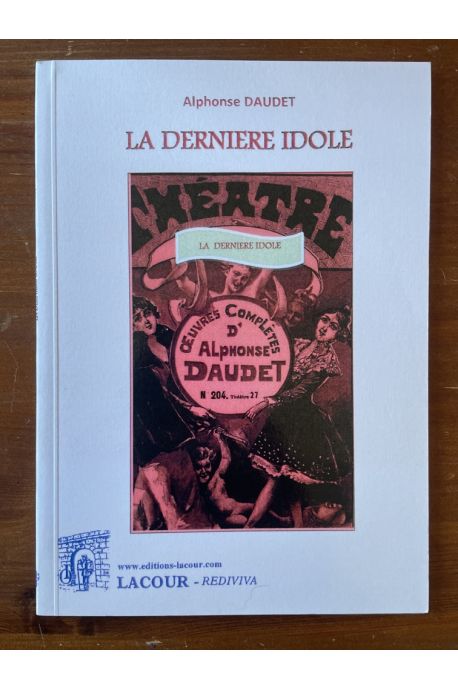 Alphonse DAUDET
LA DERNIERE IDOLE
THÉATRE
LA DERNIERE IDOLE
ŒUVRES COMPLÈTES
D'
ALPHONSE
DAUDET
N 204. Théâtre 27
www.editions-lacour.com
LACOUR - REDIVIVA